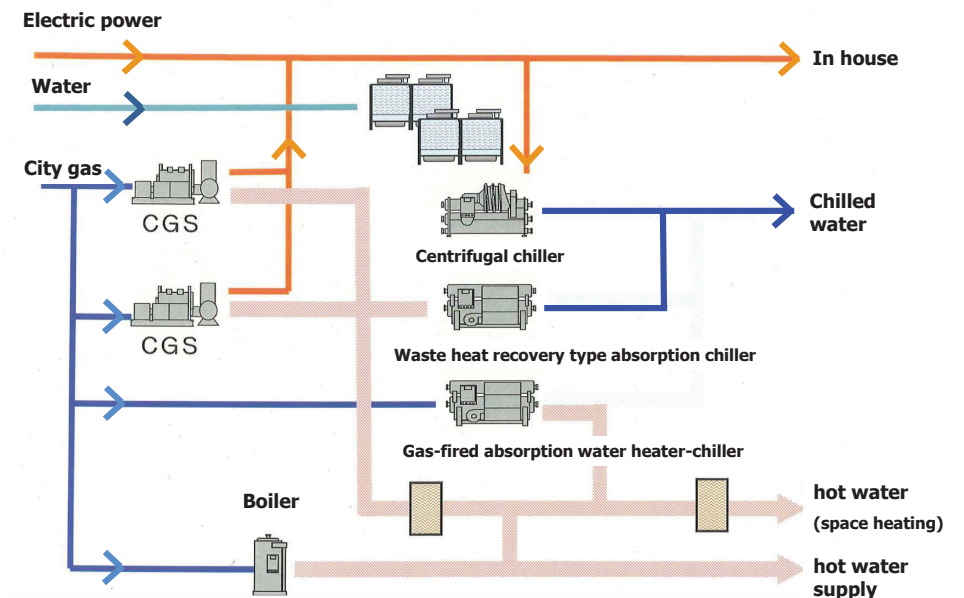 Electric power
In house
Water
City gas
CGS
Chilled
water
Centrifugal chiller
CGS
Waste heat recovery type absorption chiller
Gas-fired absorption water heater-chiller
Boiler
hot water
(space heating)
hot water
supply